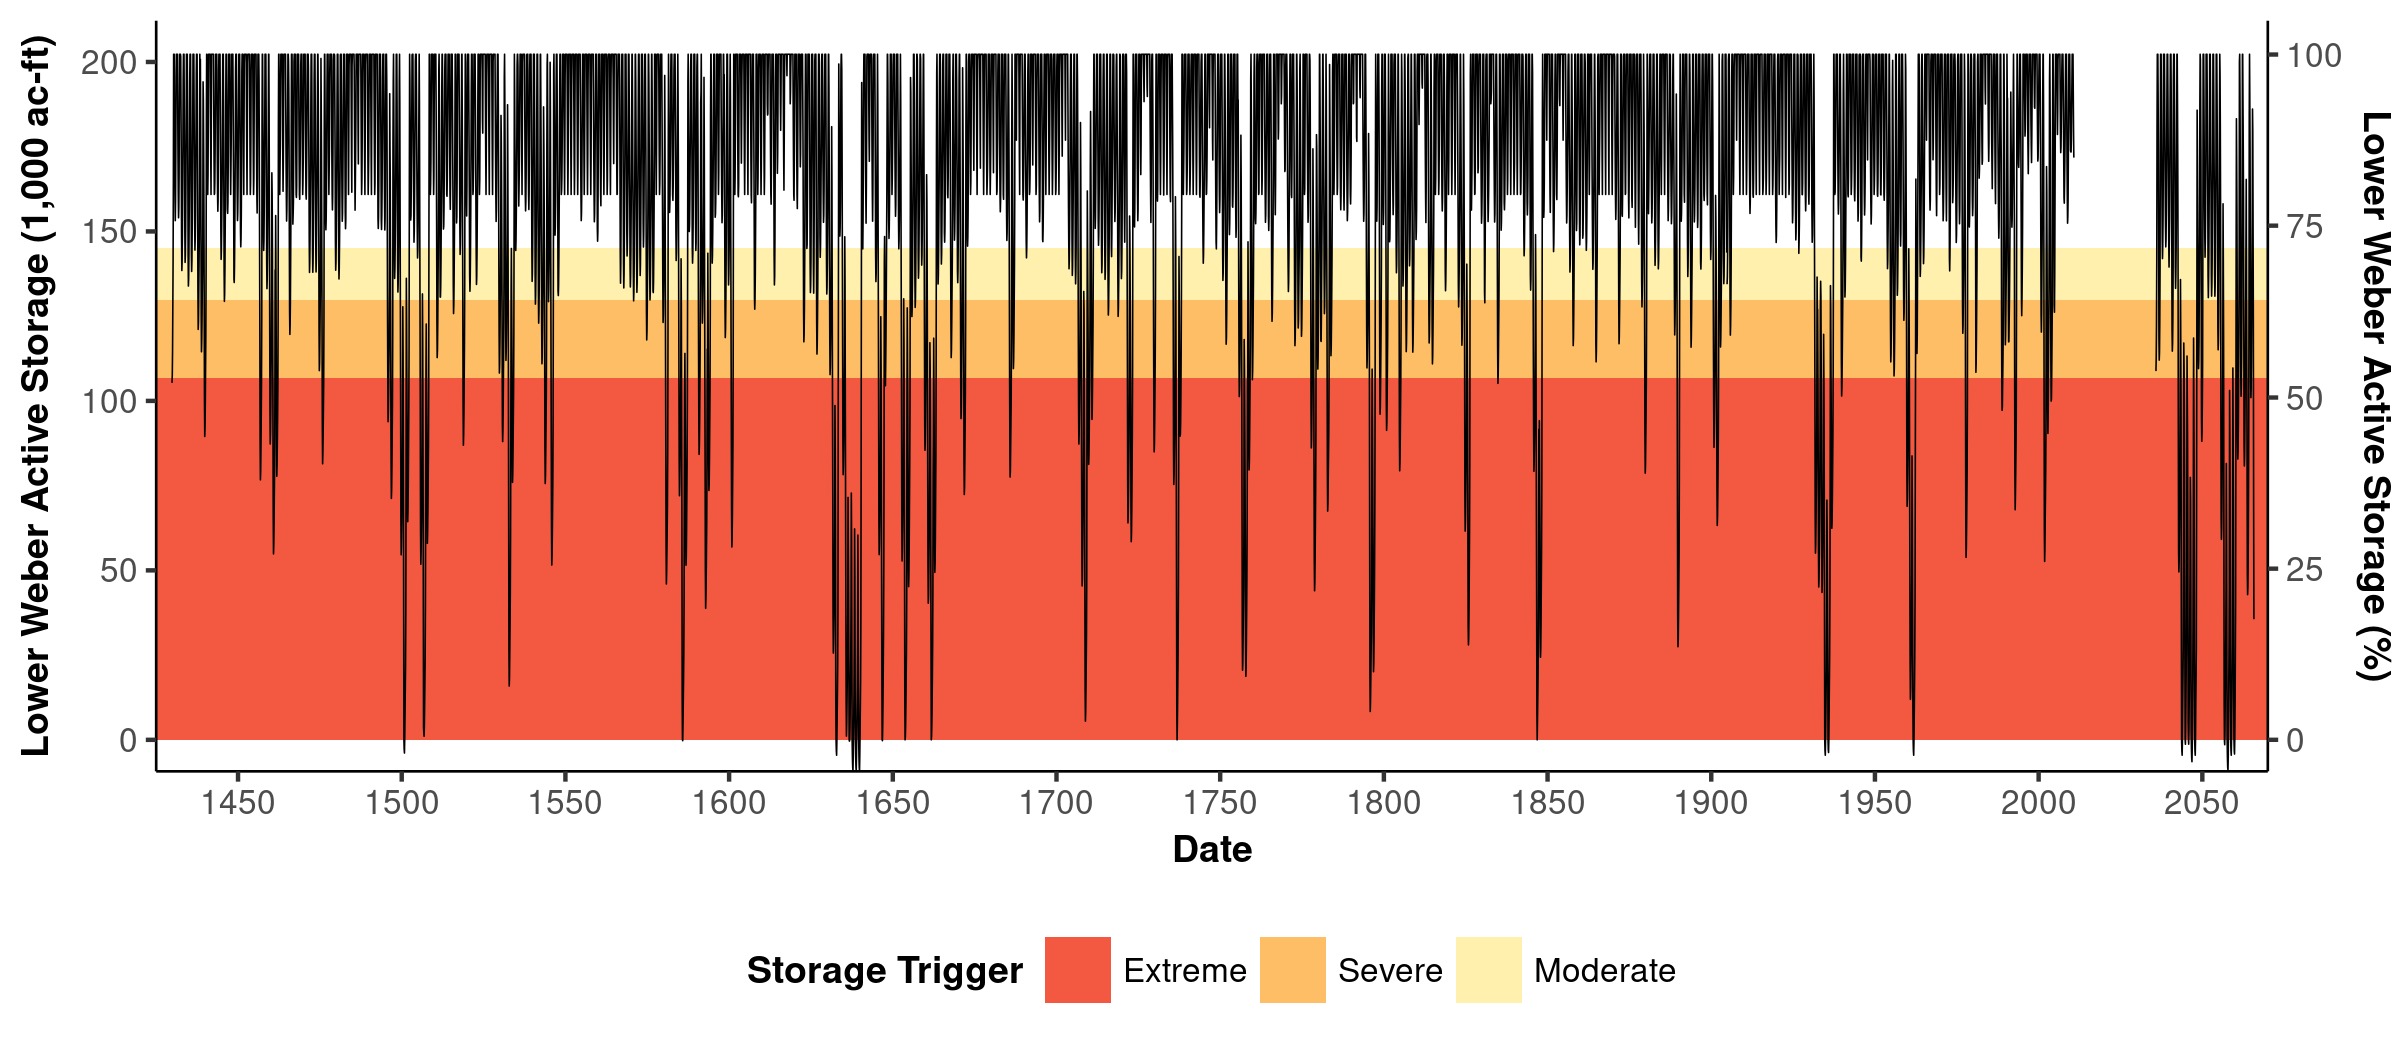 Lower Weber Active Storage (1,000 ac-ft)
200
150
100
50
0
100
75
50
25
0
Lower Weber Active Storage (%)
1450 1500 1550 1600 1650 1700 1750 1800 1850 1900 1950 2000 2050
Date
Storage Trigger Extreme Severe Moderate